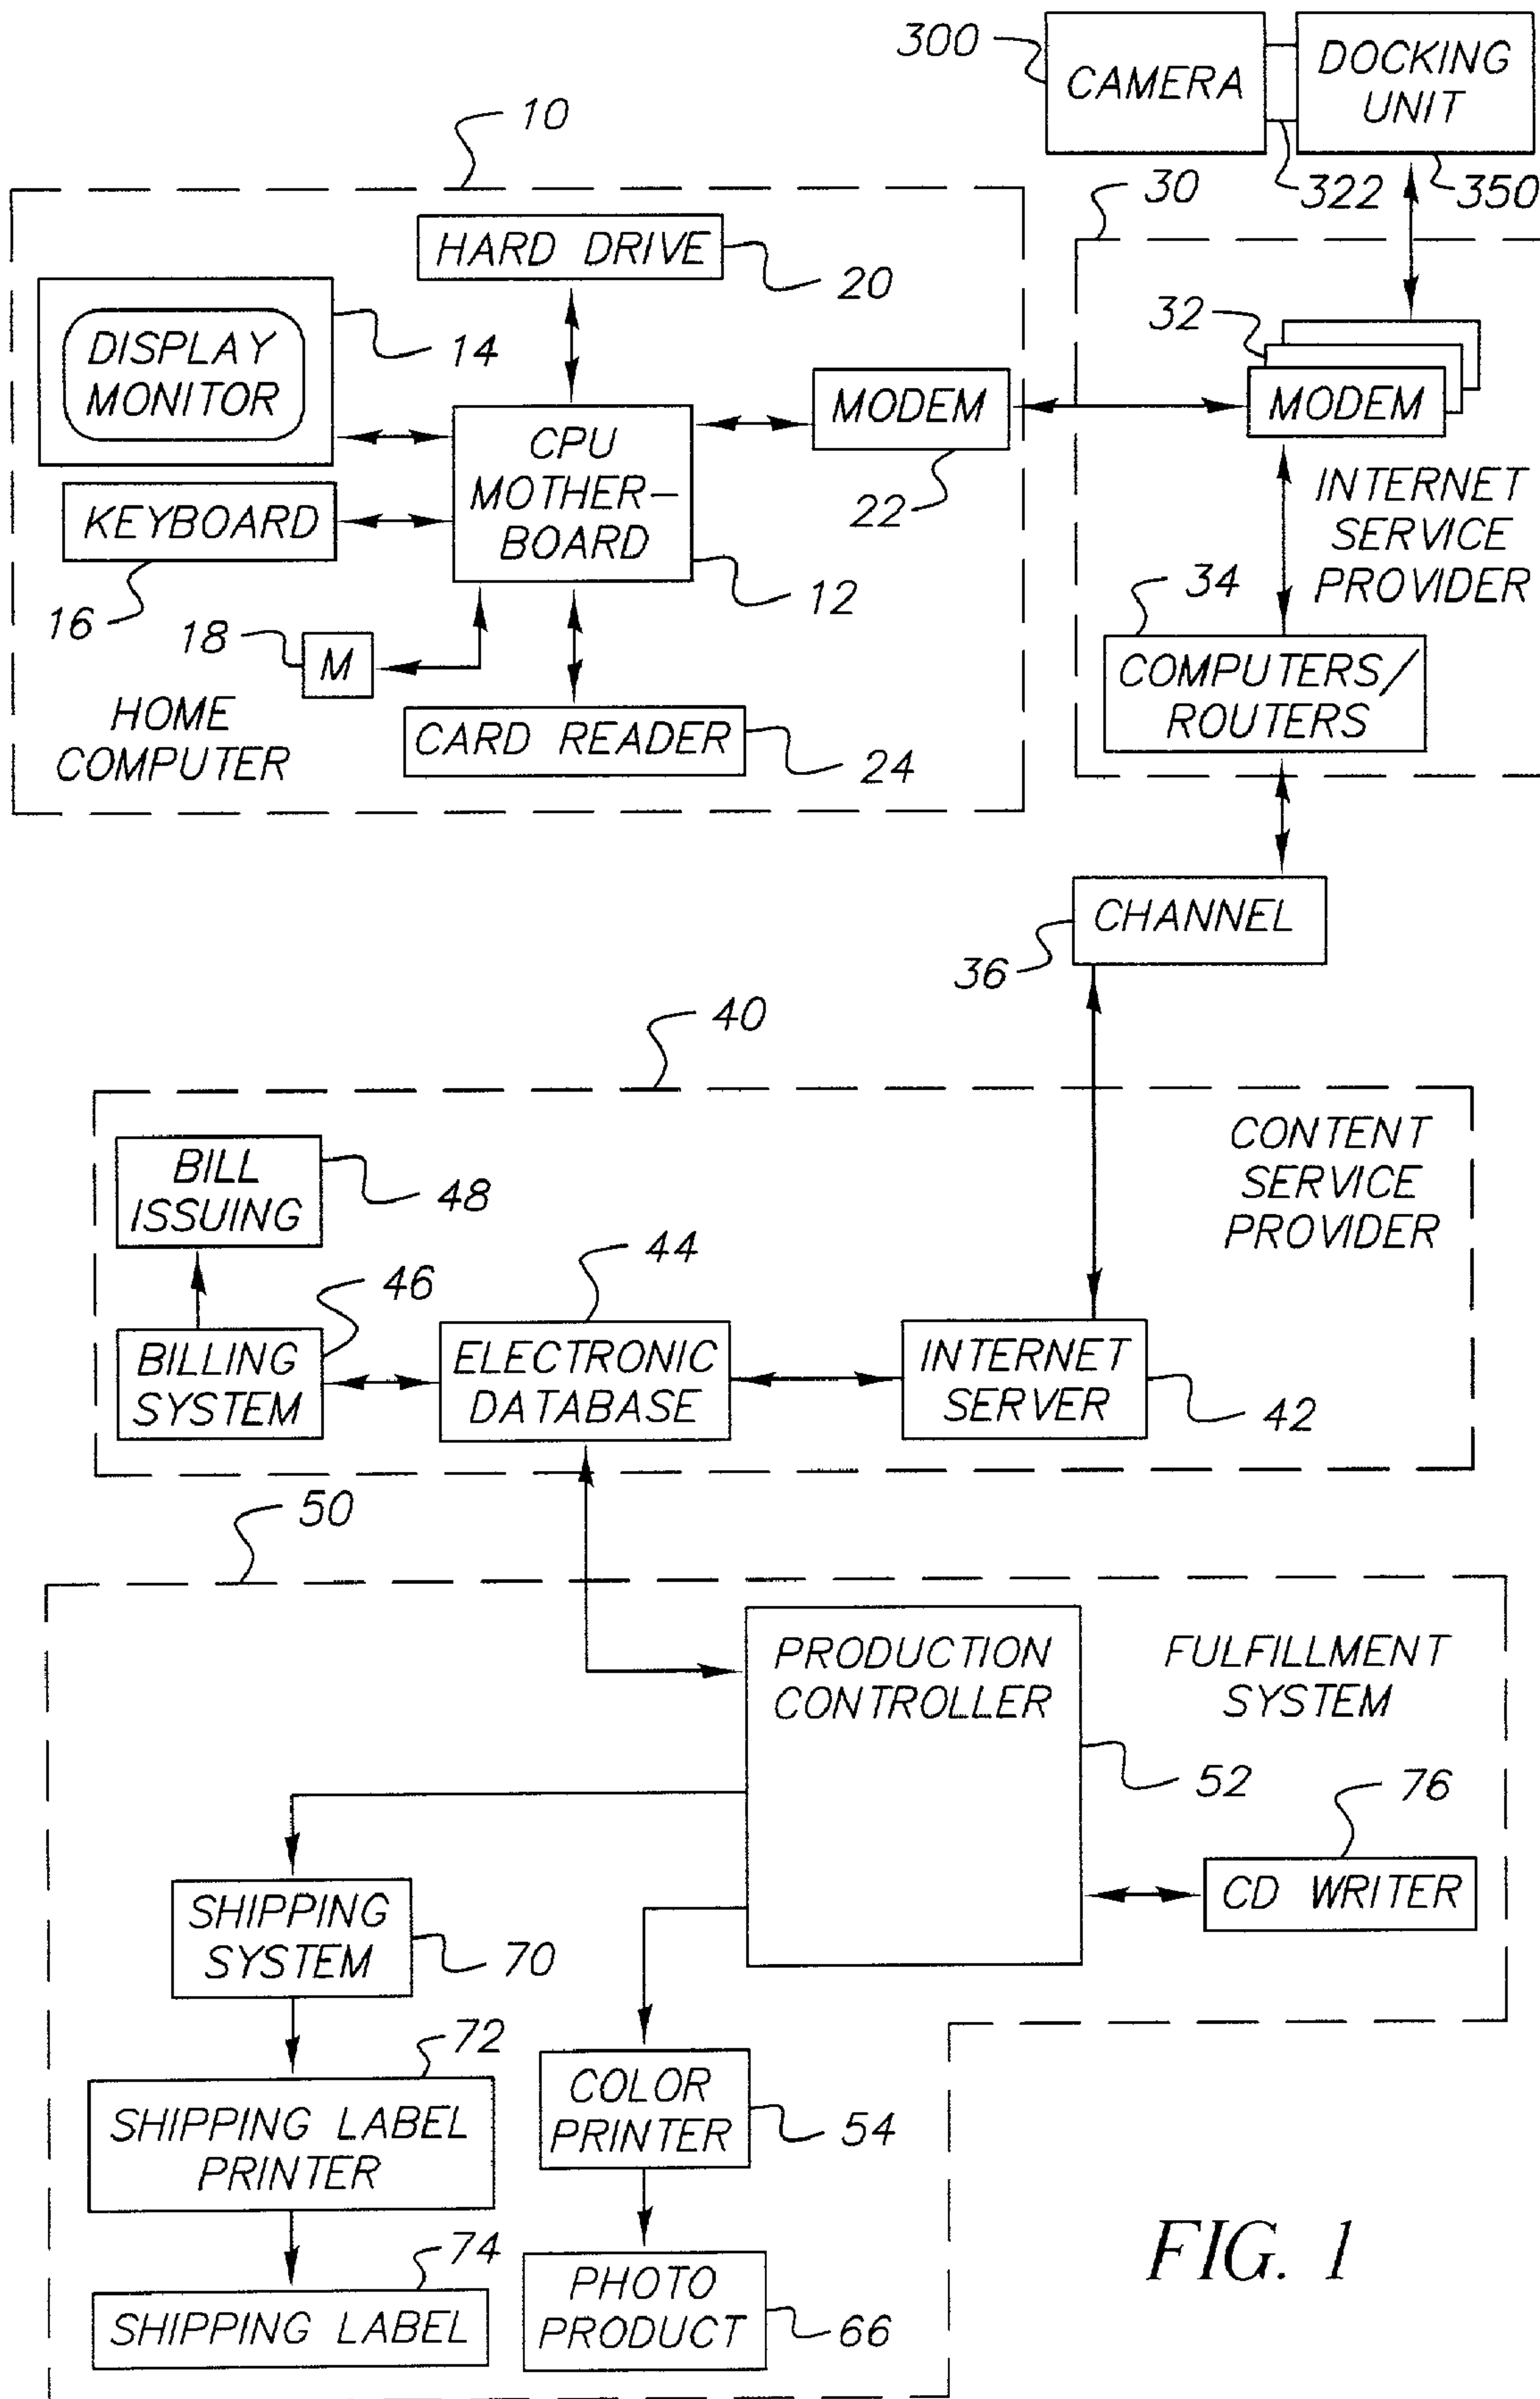 300
CAMERA
DOCKING
UNIT
322
350
10
30
HARD DRIVE
20
DISPLAY
MONITOR
14
32
MODEM
CPU
MOTHER-
BOARD
MODEM
22
INTERNET
SERVICE
PROVIDER
KEYBOARD
16
12
18
M
34
COMPUTERS/
ROUTERS
HOME
COMPUTER
CARD READER
24
CHANNEL
36
40
CONTENT
SERVICE
PROVIDER
BILL
ISSUING
48
44
46
BILLING
SYSTEM
ELECTRONIC
DATABASE
INTERNET
SERVER
42
50
PRODUCTION
CONTROLLER
FULFILLMENT
SYSTEM
52
76
CD WRITER
SHIPPING
SYSTEM
70
72
SHIPPING LABEL
PRINTER
COLOR
PRINTER
54
74
SHIPPING LABEL
PHOTO
PRODUCT
66
FIG. 1